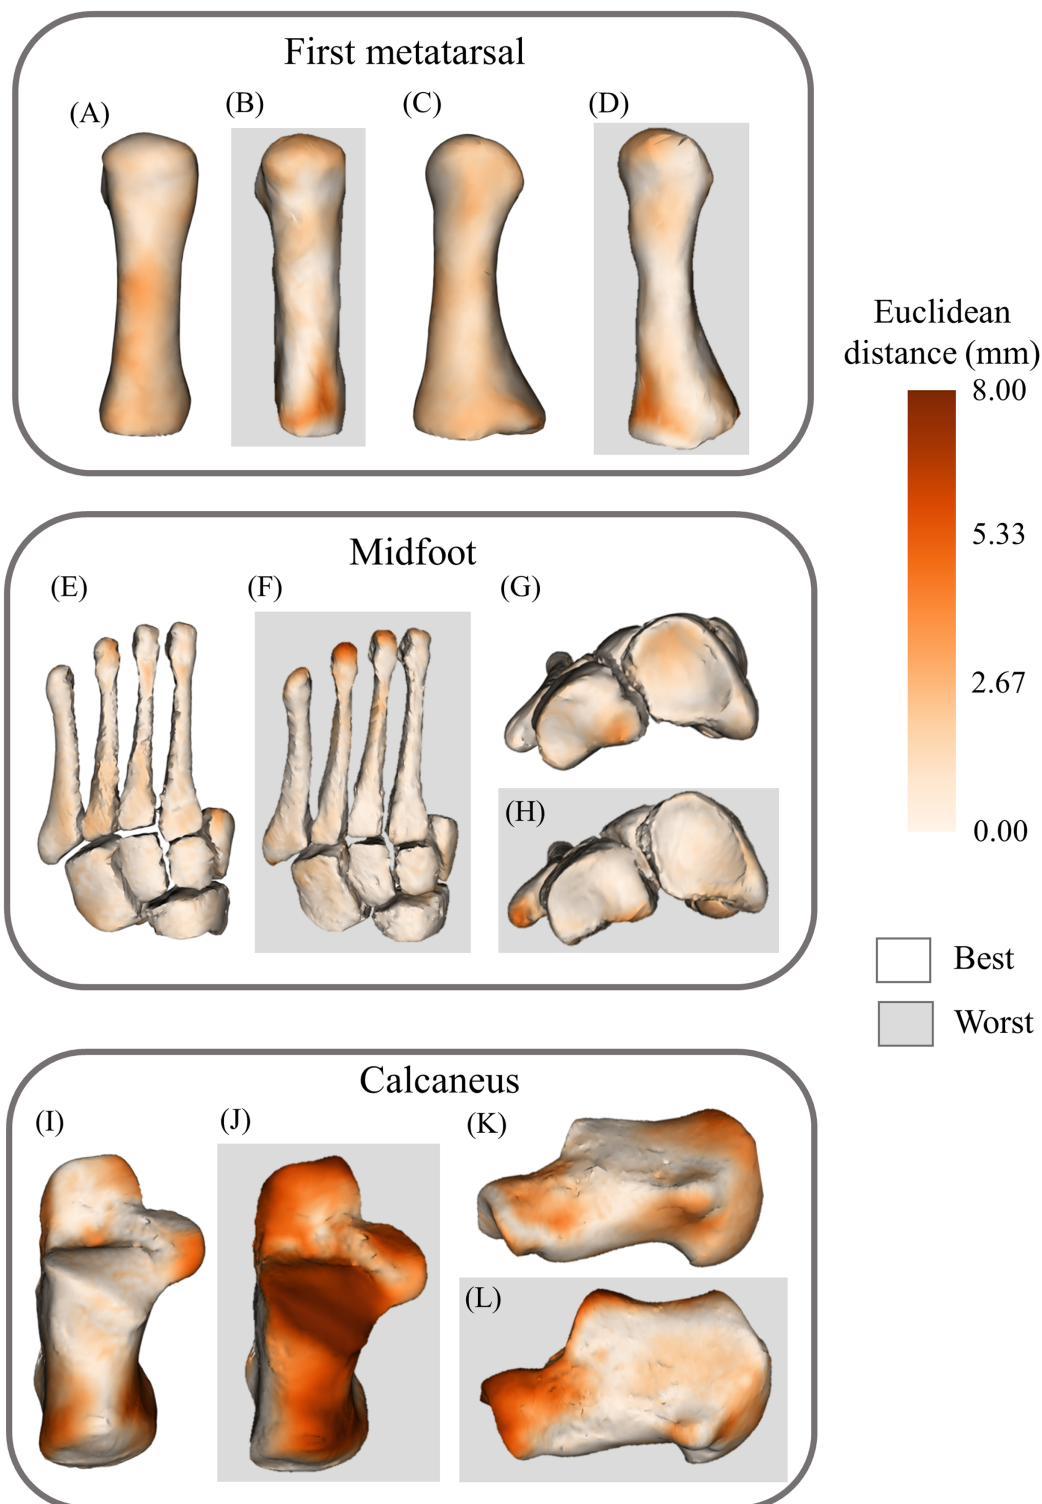 First metatarsal
(A)
(B)
(C)
(D)
Euclidean
distance (mm)
8.00
5.33
2.67
0.00
Midfoot
(E)
(F)
(G)
(H)
Best
Worst
Calcaneus
(I)
(J)
(K)
(L)